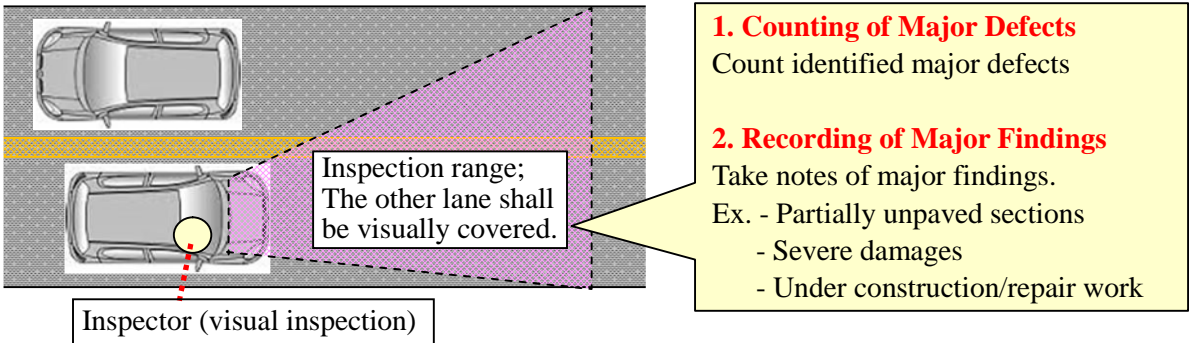 Inspection range;
The other lane shall
be visually covered.
Inspector (visual inspection)
1. Counting of Major Defects
Count identified major defects
2. Recording of Major Findings
Take notes of major findings.
Ex. - Partially unpaved sections
- Severe damages
- Under construction/repair work